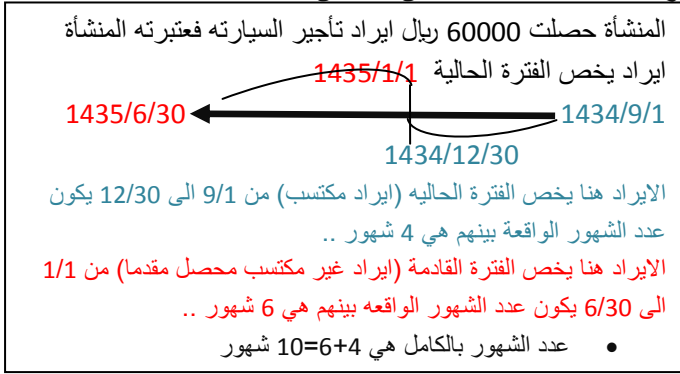 المنشأة حصلت 60000 ريال ايراد تأجير السيارته فعتبرته المنشأة
ايراد يخص الفترة الحالية 1435/1/1
1434/9/1 1435/6/30
1434/12/30
الايراد هنا يخص الفترة الحاليه (ايراد مكتسب) من 9/1 الى 12/30 يكون
عدد الشهور الواقعة بينهم هي 4 شهور ..
الايراد هنا يخص الفترة القادمة (ايراد غير مكتسب محصل مقدما) من 1/1
الى 6/30 يكون عدد الشهور الواقعه بينهم هي 6 شهور ..
• عدد الشهور بالكامل هي 4+6=10 شهور